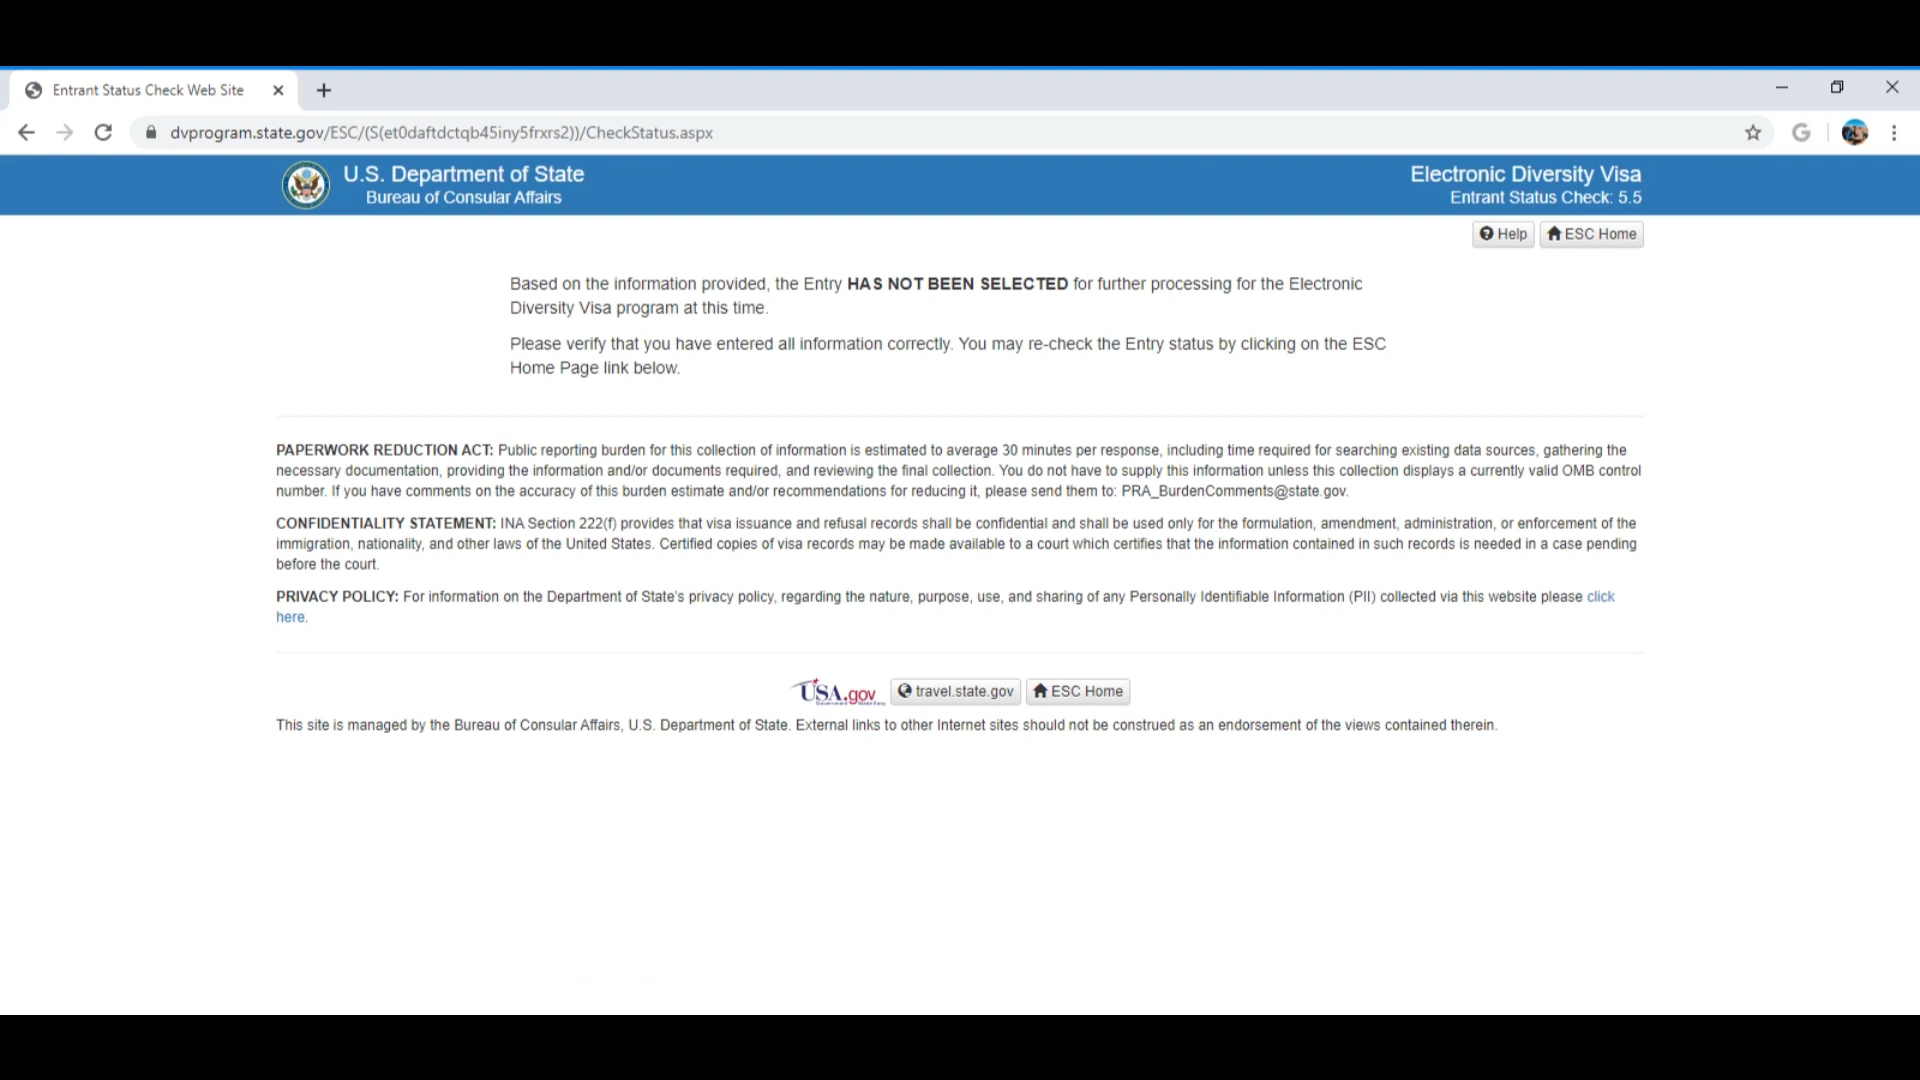 Entrant Status Check Web Site
dvprogram.state.gov/ESC/(S(et0daftdctqb45iny5frxrs2))/CheckStatus.aspx
U.S. Department of State
Bureau of Consular Affairs
Electronic Diversity Visa
Entrant Status Check: 5.5
Help
ESC Home
Based on the information provided, the Entry HAS NOT BEEN SELECTED for further processing for the Electronic
Diversity Visa program at this time.
Please verify that you have entered all information correctly. You may re-check the Entry status by clicking on the ESC
Home Page link below.
PAPERWORK REDUCTION ACT: Public reporting burden for this collection of information is estimated to average 30 minutes per response, including time required for searching existing data sources, gathering the
necessary documentation, providing the information and/or documents required, and reviewing the final collection. You do not have to supply this information unless this collection displays a currently valid OMB control
number. If you have comments on the accuracy of this burden estimate and/or recommendations for reducing it, please send them to: PRA_BurdenComments@state.gov.
CONFIDENTIALITY STATEMENT: INA Section 222(f) provides that visa issuance and refusal records shall be confidential and shall be used only for the formulation, amendment, administration, or enforcement of the
immigration, nationality, and other laws of the United States. Certified copies of visa records may be made available to a court which certifies that the information contained in such records is needed in a case pending
before the court.
PRIVACY POLICY: For information on the Department of State's privacy policy, regarding the nature, purpose, use, and sharing of any Personally Identifiable Information (PII) collected via this website please click
here.
USA.gov
travel.state.gov
ESC Home
This site is managed by the Bureau of Consular Affairs, U.S. Department of State. External links to other Internet sites should not be construed as an endorsement of the views contained therein.